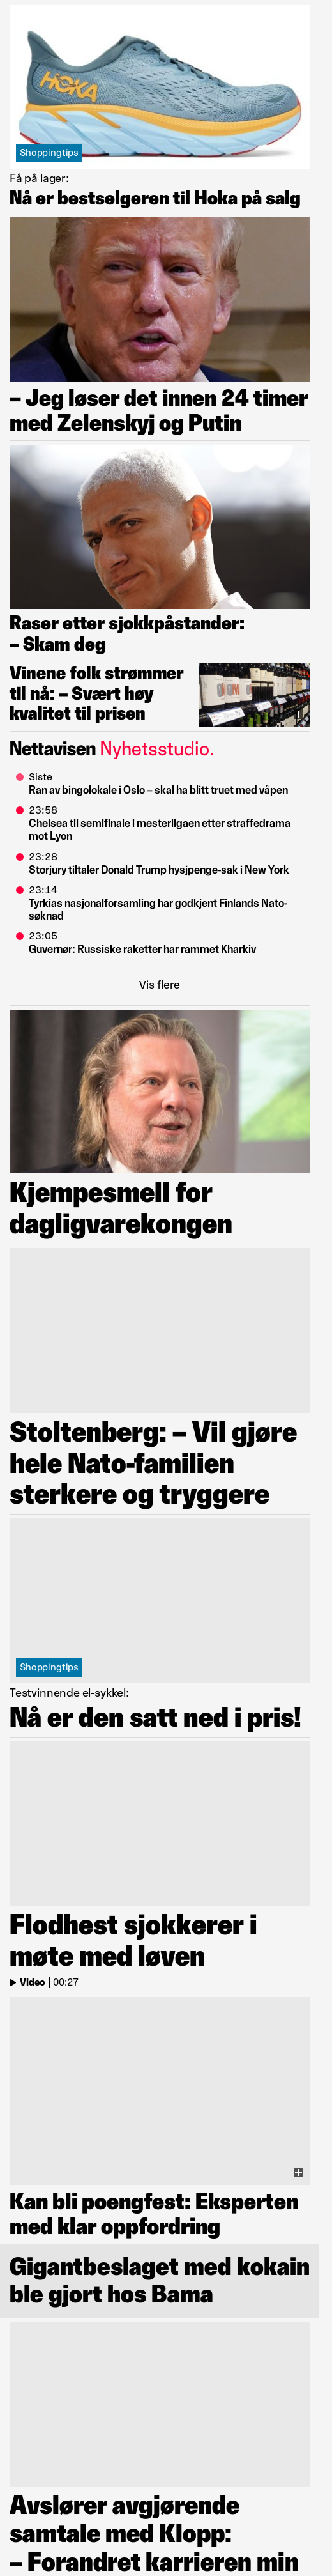 HOKA
Shoppingtips
Få på lager:
Nå er bestselgeren til Hoka på salg
– Jeg løser det innen 24 timer
med Zelenskyj og Putin
Raser etter sjokkpåstander:
– Skam deg
Vinene folk strømmer
til nå: – Svært høy
kvalitet til prisen
Nettavisen Nyhetsstudio.
Siste
Ran av bingolokale i Oslo – skal ha blitt truet med våpen
23:58
Chelsea til semifinale i mesterligaen etter straffedrama
mot Lyon
23:28
Storjury tiltaler Donald Trump hysjpenge-sak i New York
23:14
Tyrkias nasjonalforsamling har godkjent Finlands Nato-
søknad
23:05
Guvernør: Russiske raketter har rammet Kharkiv
Vis flere
Kjempesmell for
dagligvarekongen
Stoltenberg: – Vil gjøre
hele Nato-familien
sterkere og tryggere
Shoppingtips
Testvinnende el-sykkel:
Nå er den satt ned i pris!
Flodhest sjokkerer i
møte med løven
Video | 00:27
Kan bli poengfest: Eksperten
med klar oppfordring
Gigantbeslaget med kokain
ble gjort hos Bama
Avslører avgjørende
samtale med Klopp:
– Forandret karrieren min